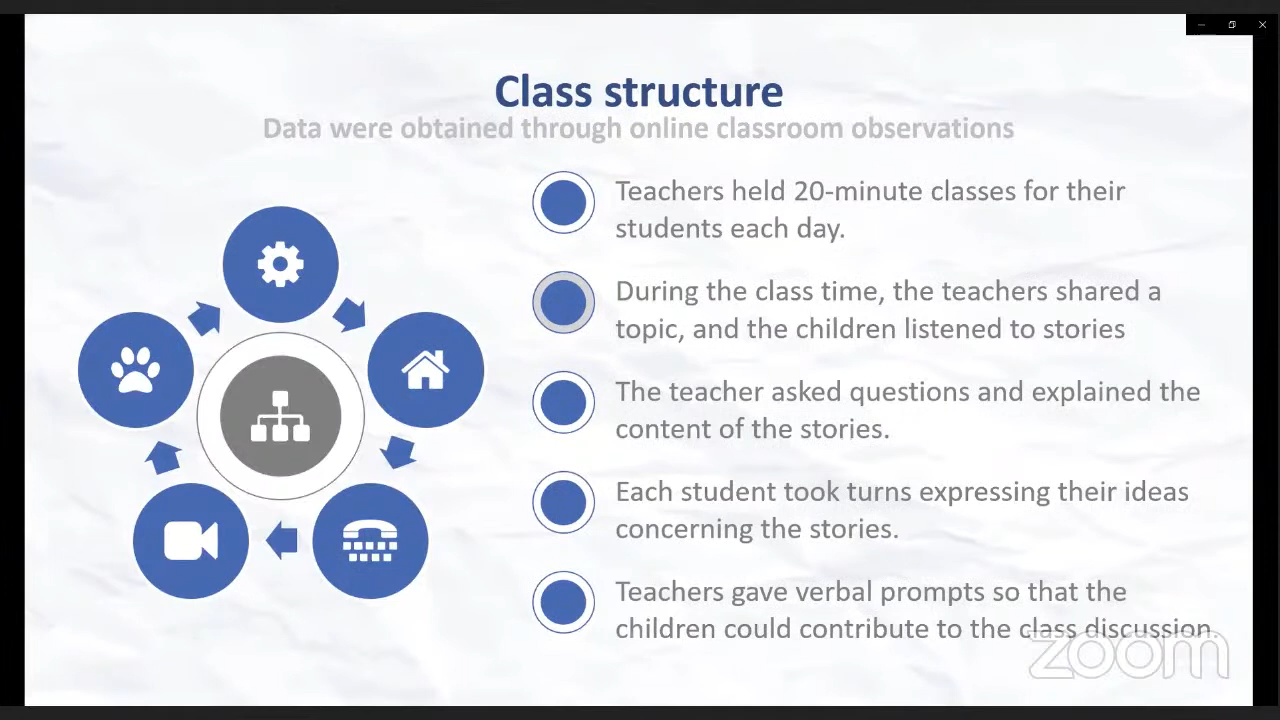 Class structure
Data were obtained through online classroom observations
Teachers held 20-minute classes for their
students each day.
During the class time, the teachers shared a
topic, and the children listened to stories
The teacher asked questions and explained the
content of the stories.
Each student took turns expressing their ideas
concerning the stories.
Teachers gave verbal prompts so that the
children could contribute to the class discussion.
zoom